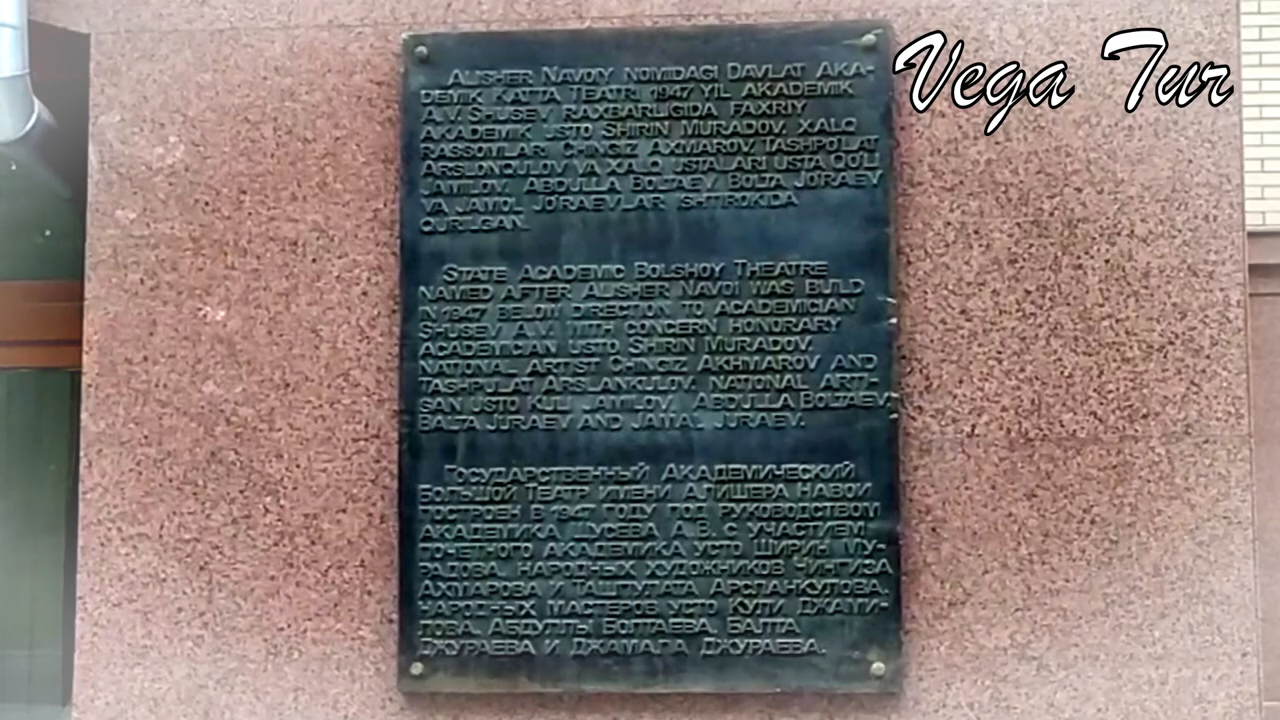 Vega Tur
ALISHER NAVOIY NOMIDAGI DAVLAT AKA-
DEMIK KATTA TEATRI 1947 YIL AKADEMIK
A.V. SHUSEV RAXBARLIGIDA FAXRIY
AKADEMIK USTO SHIRIN MURADOV, XALQ
RASSOMLARI CHINGIZ AXMAROV, TASHPOLAT
ARSLONQULOV VA XALQ USTALARI USTA QULI
JAMILOV, ABDULLA BOLTAEV, BOLTA JO'RAEV
VA JAMOL JO'RAEVLAR ISHTIROKIDA
QURILGAN.
STATE ACADEMIC BOLSHOY THEATRE
NAMED AFTER ALISHER NAVOI WAS BUILD
IN 1947 BELOW DIRECTION TO ACADEMICIAN
SHUSEV A.V. WITH CONCERN HONORARY
ACADEMICIAN USTO SHIRIN MURADOV,
NATIONAL ARTIST CHINGIZ AKHMAROV AND
TASHPULAT ARSLANKULOV, NATIONAL ARTI-
SAN USTO KULI JAMILOV, ABDULLA BOLTAEV,
BALTA JURAEV AND JAMAL JURAEV.
ГОСУДАРСТВЕННЫЙ АКАДЕМИЧЕСКИЙ
БОЛЬШОЙ ТЕАТР ИМЕНИ АЛИШЕРА НАВОИ
ПОСТРОЕН В 1947 ГОДУ ПОД РУКОВОДСТВОМ
АКАДЕМИКА ЩУСЕВА А.В. С УЧАСТИЕМ
ПОЧЕТНОГО АКАДЕМИКА УСТО ШИРИН МУ-
РАДОВА, НАРОДНЫХ ХУДОЖНИКОВ ЧИНГИЗА
АХМАРОВА И ТАШПУЛАТА АРСЛАНКУЛОВА,
НАРОДНЫХ МАСТЕРОВ УСТО КУЛИ ДЖАМИ-
ЛОВА, АБДУЛЛЫ БОЛТАЕВА, БАЛТА
ДЖУРАЕВА И ДЖАМАЛА ДЖУРАЕВА.